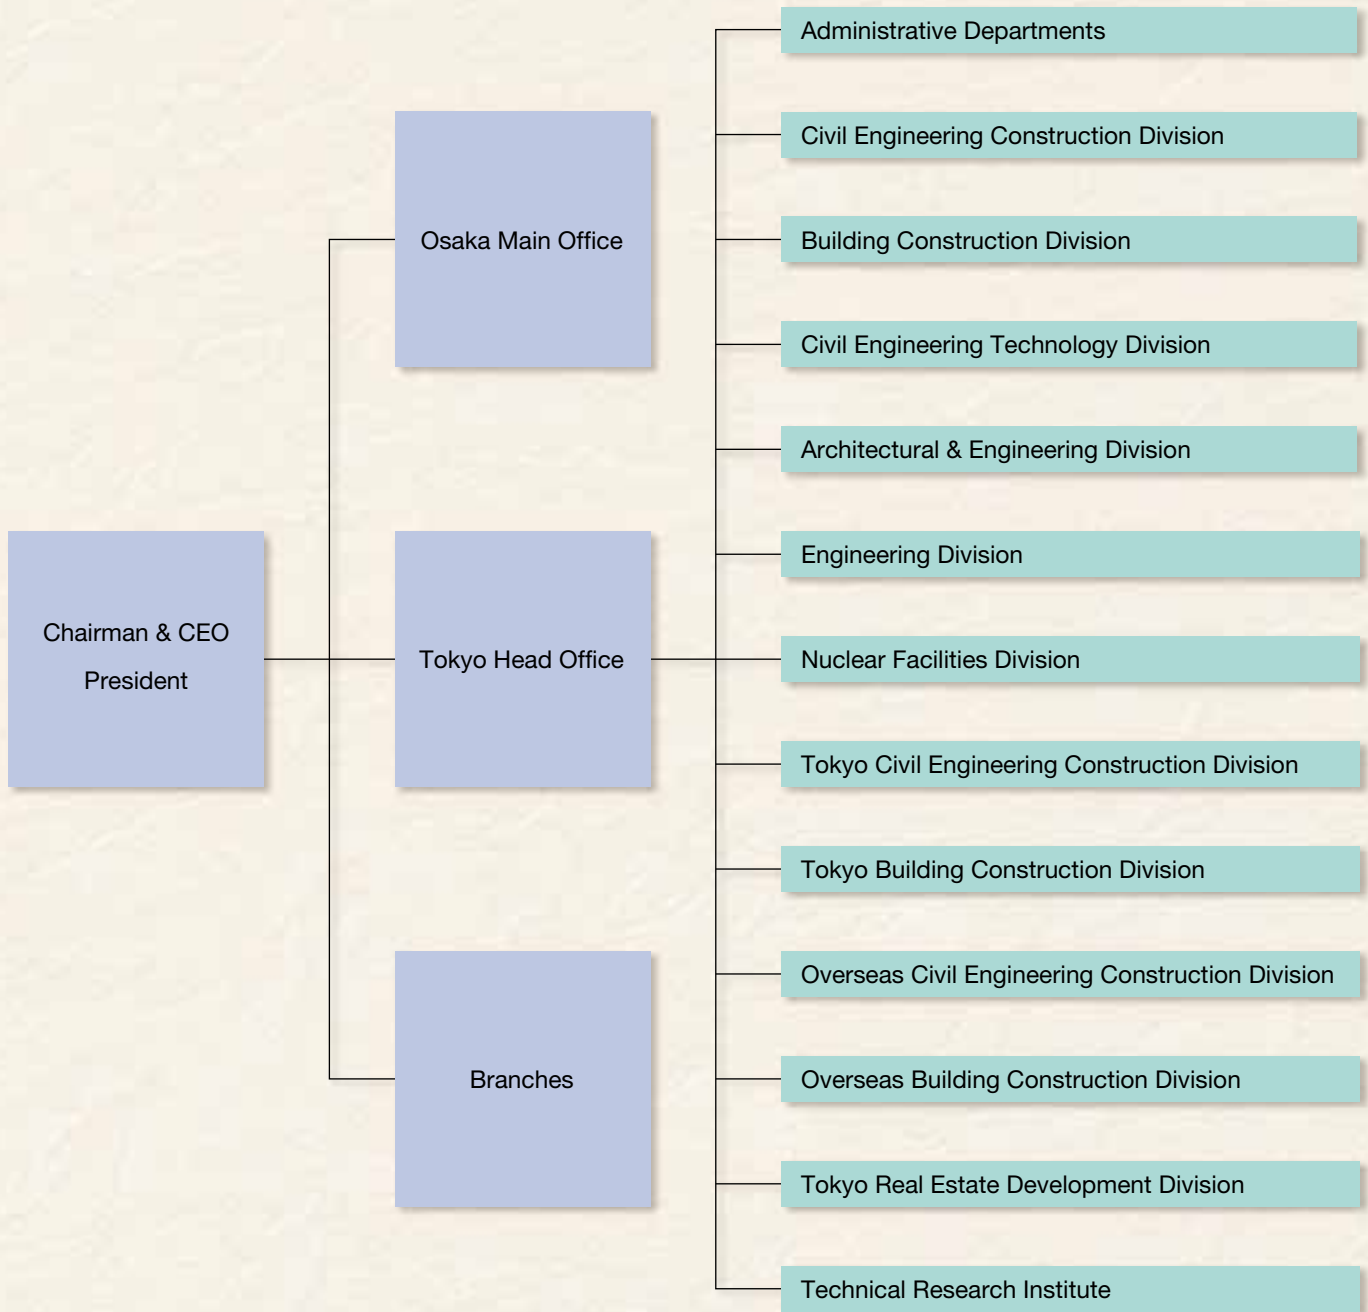 Chairman & CEO
President
Osaka Main Office
Tokyo Head Office
Branches
Administrative Departments
Civil Engineering Construction Division
Building Construction Division
Civil Engineering Technology Division
Architectural & Engineering Division
Engineering Division
Nuclear Facilities Division
Tokyo Civil Engineering Construction Division
Tokyo Building Construction Division
Overseas Civil Engineering Construction Division
Overseas Building Construction Division
Tokyo Real Estate Development Division
Technical Research Institute